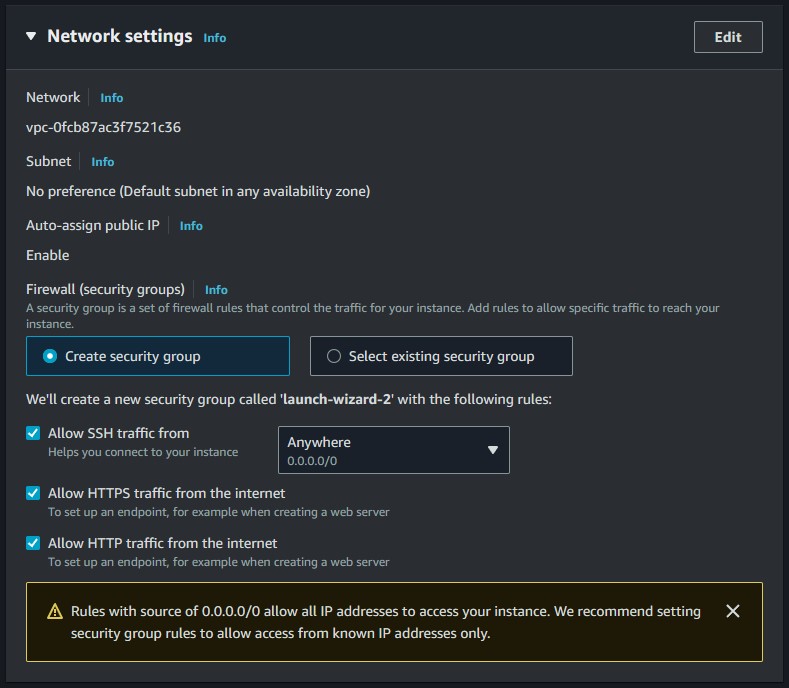 Network settings Info
Edit
Network Info
vpc-0fcb87ac3f7521c36
Subnet Info
No preference (Default subnet in any availability zone)
Auto-assign public IP Info
Enable
Firewall (security groups) Info
A security group is a set of firewall rules that control the traffic for your instance. Add rules to allow specific traffic to reach your
instance.
Create security group
Select existing security group
We'll create a new security group called 'launch-wizard-2' with the following rules:
Allow SSH traffic from
Helps you connect to your instance
Anywhere
0.0.0.0/0
Allow HTTPS traffic from the internet
To set up an endpoint, for example when creating a web server
Allow HTTP traffic from the internet
To set up an endpoint, for example when creating a web server
Rules with source of 0.0.0.0/0 allow all IP addresses to access your instance. We recommend setting
security group rules to allow access from known IP addresses only.